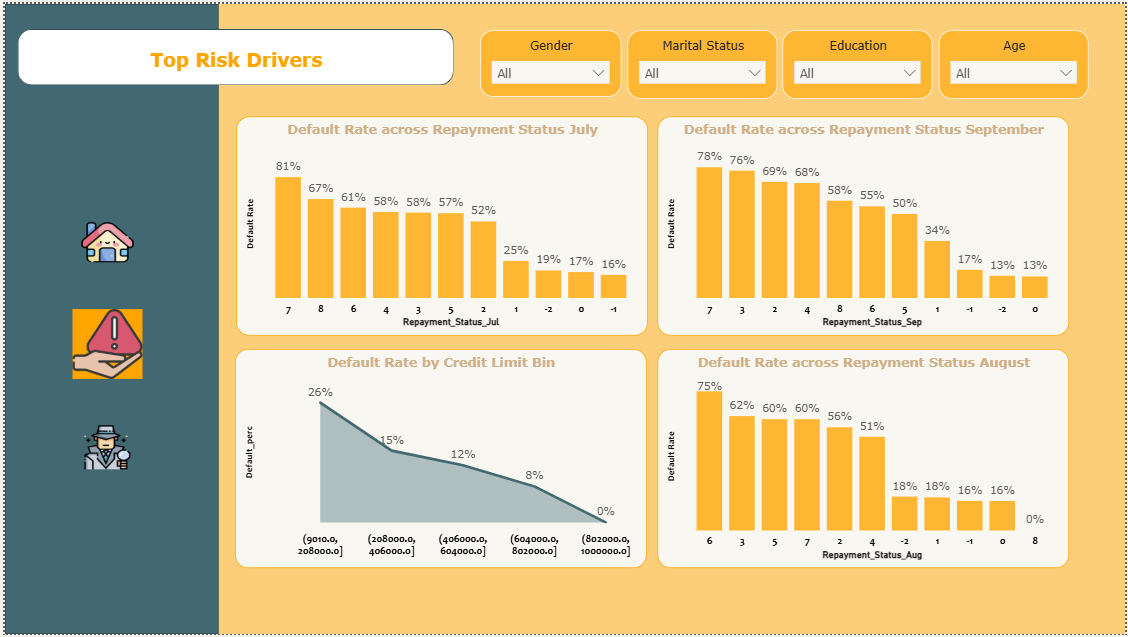 Top Risk Drivers
Gender
All
Marital Status
All
Education
All
Age
All
Default Rate across Repayment Status July
Default Rate
81%
67%
61%
58%
58%
57%
52%
25%
19%
17%
16%
7 8 6 4 3 5 2 1 -2 0 -1
Repayment_Status_Jul
Default Rate across Repayment Status September
Default Rate
78%
76%
69%
68%
58%
55%
50%
34%
17%
13%
13%
7 3 2 4 8 6 5 1 -1 -2 0
Repayment_Status_Sep
Default Rate by Credit Limit Bin
Default_perc
26%
15%
12%
8%
0%
(9010.0,
208000.0]
(208000.0,
406000.0]
(406000.0,
604000.0]
(604000.0,
802000.0]
(802000.0,
1000000.0]
Default Rate across Repayment Status August
Default Rate
75%
62%
60%
60%
56%
51%
18%
18%
16%
16%
0%
6 3 5 7 2 4 -2 1 -1 0 8
Repayment_Status_Aug